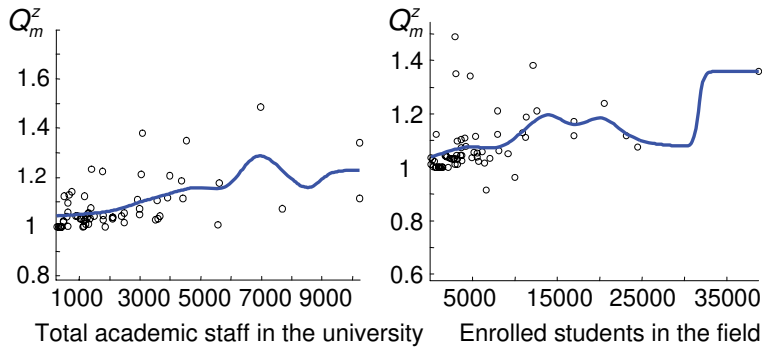 Q_m^z
1.8
1.6
1.4
1.2
1
0.8
1000 3000 5000 7000 9000
Total academic staff in the university
Q_m^z
1.4
1.2
1
0.8
0.6
5000 15000 25000 35000
Enrolled students in the field